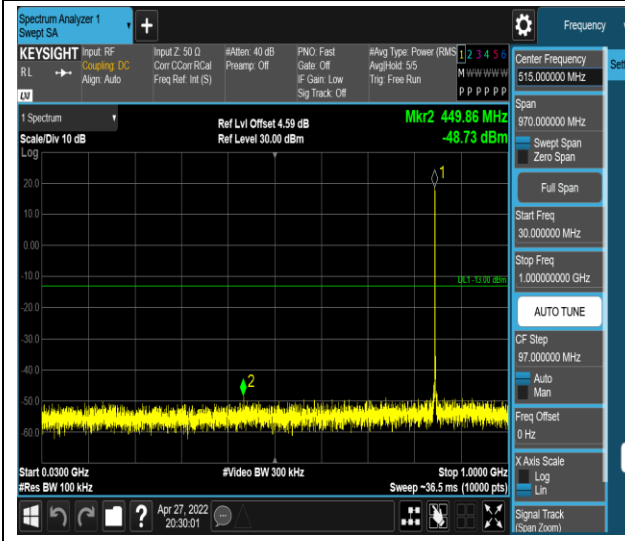 Spectrum Analyzer 1
Swept SA
Frequency
KEYSIGHT
RL
LXI
Input: RF
Coupling: DC
Align: Auto
Input Z: 50 Ω
Corr CCorr RCal
Freq Ref: Int (S)
#Atten: 40 dB
Preamp: Off
PNO: Fast
Gate: Off
IF Gain: Low
Sig Track: Off
#Avg Type: Power (RMS
Avg|Hold: 5/5
Trig: Free Run
1 2 3 4 5 6
M W W W W W
P P P P P P
1 Spectrum
Scale/Div 10 dB
Log
Ref Lvl Offset 4.59 dB
Ref Level 30.00 dBm
Mkr2 449.86 MHz
-48.73 dBm
20.0
10.0
0.00
-10.0
-20.0
-30.0
-40.0
-50.0
-60.0
1
DL1 -13.00 dBm
2
Start 0.0300 GHz
#Res BW 100 kHz
#Video BW 300 kHz
Stop 1.0000 GHz
Sweep ~36.5 ms (10000 pts)
Apr 27, 2022
20:30:01
Center Frequency
515.000000 MHz
Span
970.000000 MHz
Swept Span
Zero Span
Full Span
Start Freq
30.000000 MHz
Stop Freq
1.000000000 GHz
AUTO TUNE
CF Step
97.000000 MHz
Auto
Man
Freq Offset
0 Hz
X Axis Scale
Log
Lin
Signal Track
(Span Zoom)